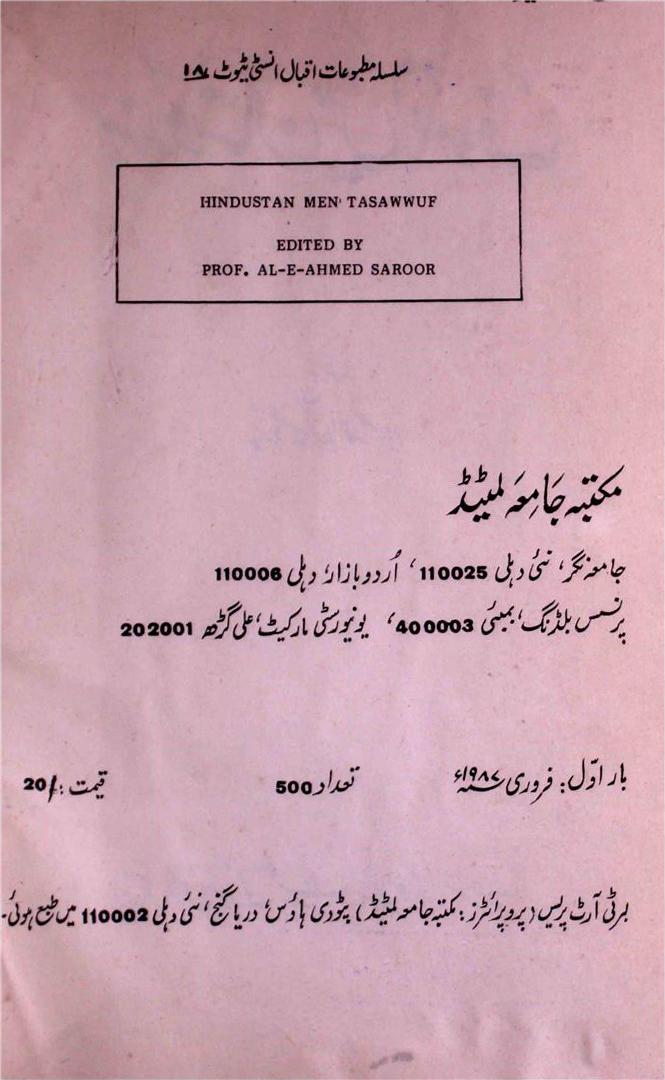 سلسلہ مطبوعات اقبال انسٹی ٹیوٹ ۱۸
HINDUSTAN MEN' TASAWWUF
EDITED BY
PROF. AL-E-AHMED SAROOR
مکتبہ جَامِعَہ لمیٹڈ
جامعہ نگر، نئی دہلی 110025، اُردو بازار، دہلی 110006
پرنسس بلڈنگ، بمبئی 400003، یونیورسٹی مارکیٹ، علی گڑھ 202001
بار اوّل: فروری سنہ ۱۹۸۷ء تعداد 500 قیمت: 20/
لبرٹی آرٹ پریس (پروپرائٹرز: مکتبہ جامعہ لمیٹڈ) پٹودی ہاؤس، دریا گنج، نئی دہلی 110002 میں طبع ہوئی۔